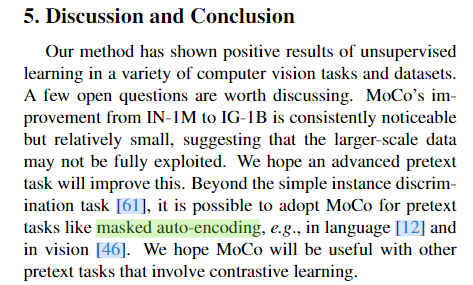 5. Discussion and Conclusion
Our method has shown positive results of unsupervised
learning in a variety of computer vision tasks and datasets.
A few open questions are worth discussing. MoCo's im-
provement from IN-1M to IG-1B is consistently noticeable
but relatively small, suggesting that the larger-scale data
may not be fully exploited. We hope an advanced pretext
task will improve this. Beyond the simple instance discrim-
ination task [61], it is possible to adopt MoCo for pretext
tasks like masked auto-encoding, e.g., in language [12] and
in vision [46]. We hope MoCo will be useful with other
pretext tasks that involve contrastive learning.